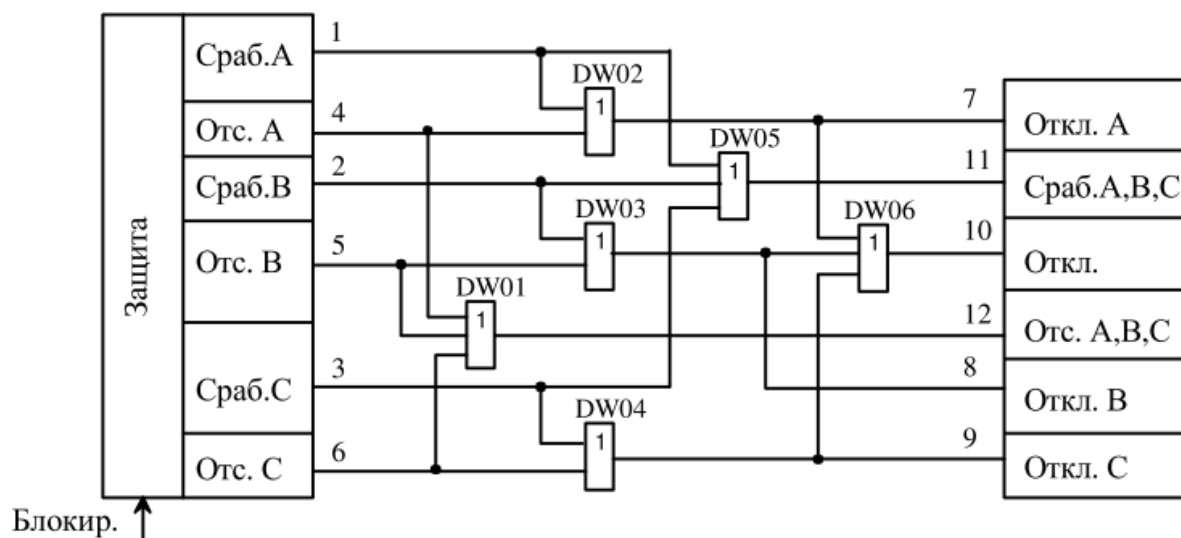 Защита
Сраб.А
Отс. А
Сраб.В
Отс. В
Сраб.С
Отс. С
Блокир.
1
4
2
5
3
6
DW02
1
DW05
1
DW03
1
DW06
1
DW01
1
DW04
1
7
11
10
12
8
9
Откл. А
Сраб.А,В,С
Откл.
Отс. А,В,С
Откл. В
Откл. С